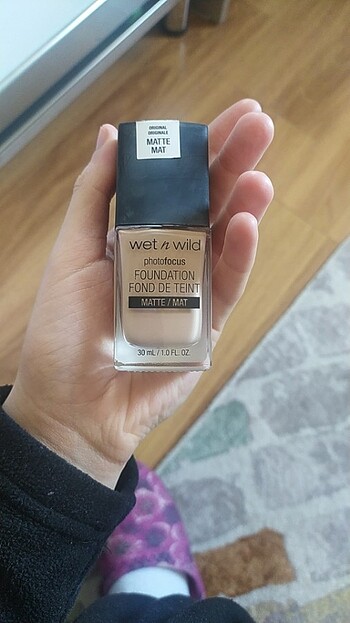 ORIGINAL
ORIGINALE
MATTE
MAT
wet n wild
photofocus
FOUNDATION
FOND DE TEINT
MATTE / MAT
30 mL / 1.0 FL. OZ.